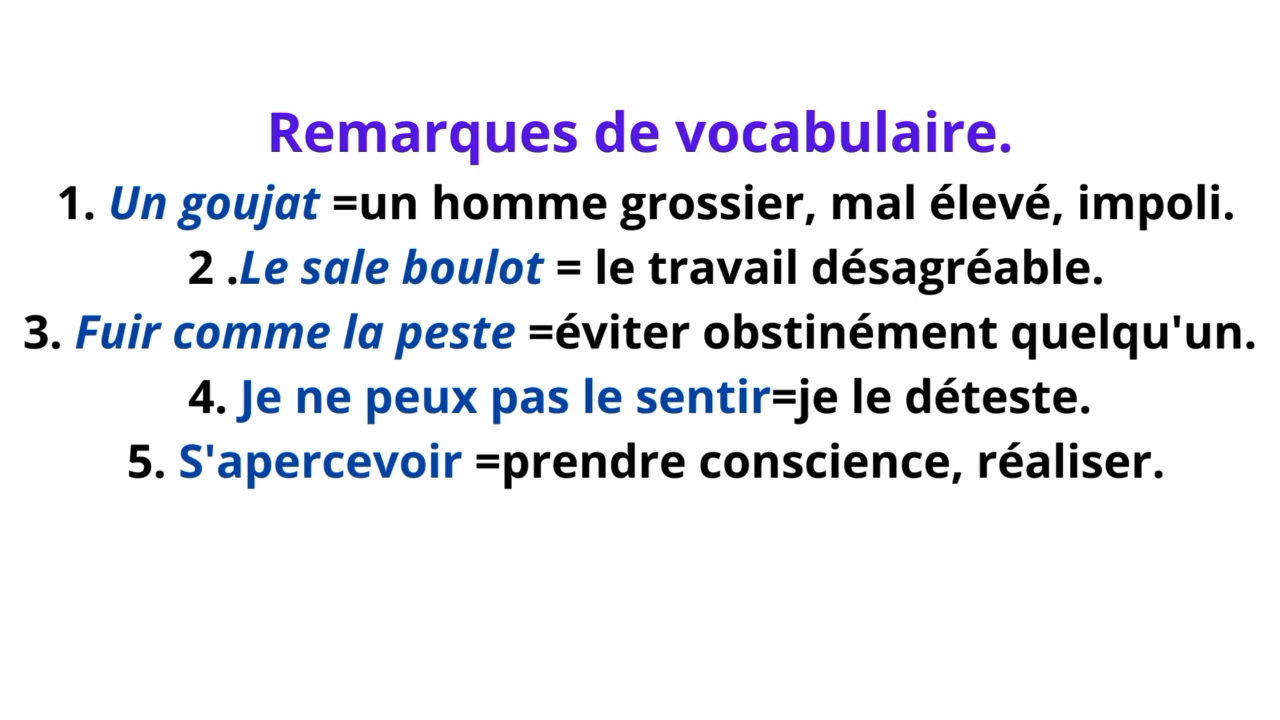 Remarques de vocabulaire.
1. Un goujat =un homme grossier, mal élevé, impoli.
2 .Le sale boulot = le travail désagréable.
3. Fuir comme la peste =éviter obstinément quelqu'un.
4. Je ne peux pas le sentir=je le déteste.
5. S'apercevoir =prendre conscience, réaliser.